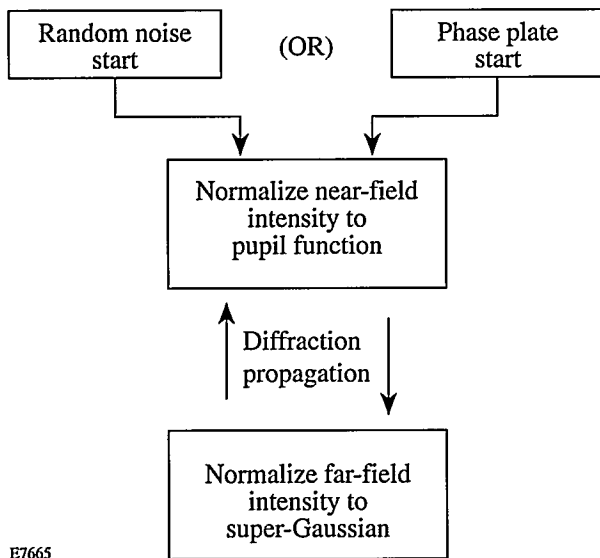 Random noise
start
(OR)
Phase plate
start
Normalize near-field
intensity to
pupil function
Diffraction
propagation
Normalize far-field
intensity to
super-Gaussian
E7665